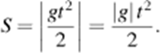 S = |gt²/2| = |g|t²/2.